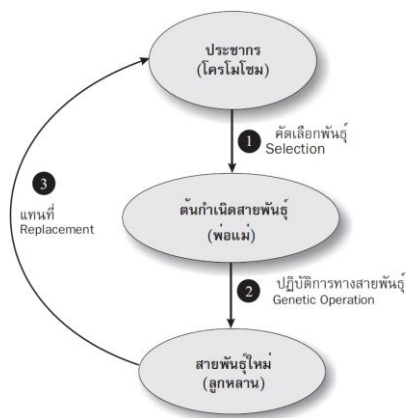 ประชากร
(โครโมโซม)
1
คัดเลือกพันธุ์
Selection
3
แทนที่
Replacement
ต้นกำเนิดสายพันธุ์
(พ่อแม่)
2
ปฏิบัติการทางสายพันธุ์
Genetic Operation
สายพันธุ์ใหม่
(ลูกหลาน)